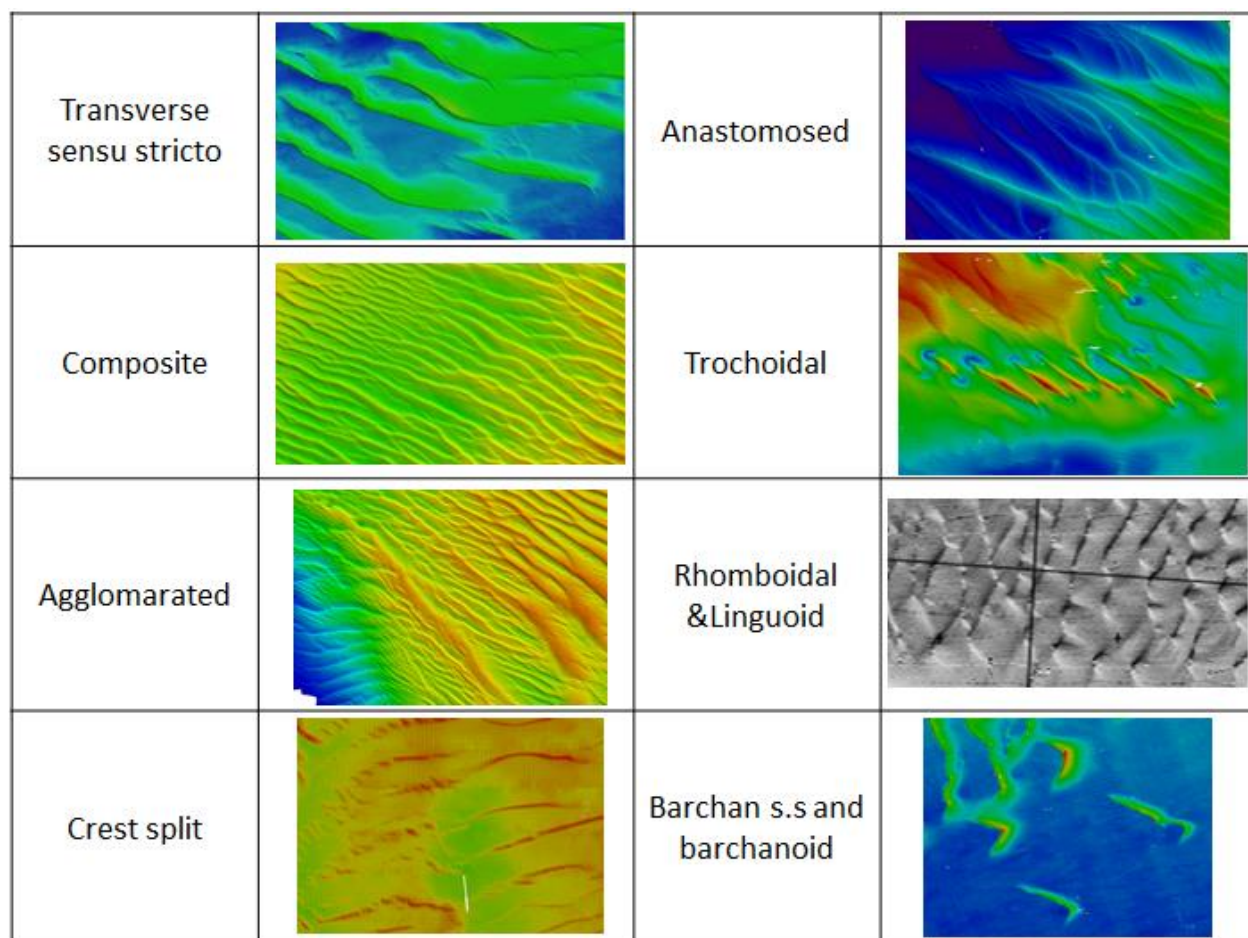 Transverse
sensu stricto
Anastomosed
Composite
Trochoidal
Agglomarated
Rhomboidal
&Linguoid
Crest split
Barchan s.s and
barchanoid